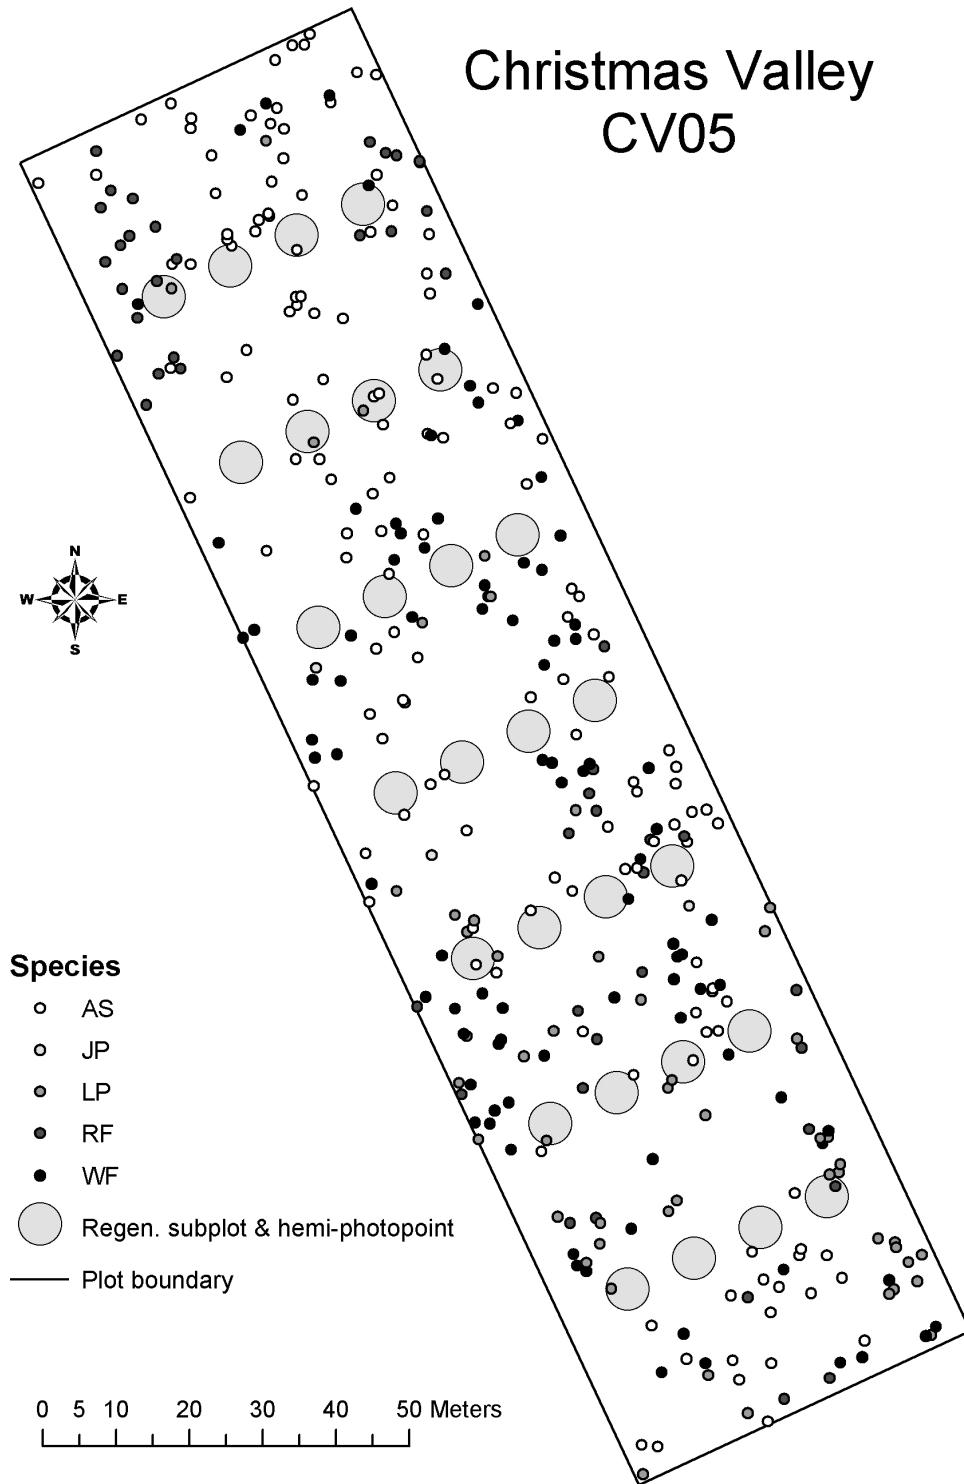 Christmas Valley
CV05
N
W E
S
Species
AS
JP
LP
RF
WF
Regen. subplot & hemi-photopoint
Plot boundary
0 5 10 20 30 40 50 Meters